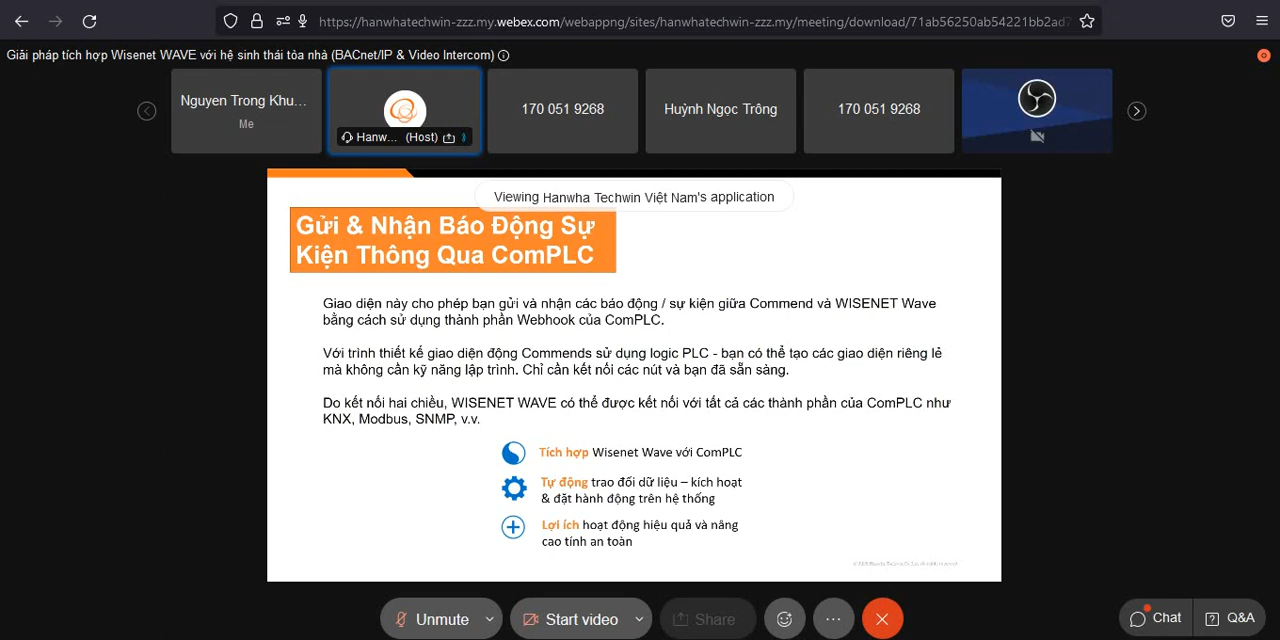 https://hanwhatechwin-zzz.my.webex.com/webappng/sites/hanwhatechwin-zzz.my/meeting/download/71ab56250ab54221bb2ad7
Giải pháp tích hợp Wisenet WAVE với hệ sinh thái tòa nhà (BACnet/IP & Video Intercom)
Nguyen Trong Khu...
Me
Hanw... (Host)
170 051 9268
Huỳnh Ngọc Trông
170 051 9268
Viewing Hanwha Techwin Việt Nam's application
Gửi & Nhận Báo Động Sự
Kiện Thông Qua ComPLC
Giao diện này cho phép bạn gửi và nhận các báo động / sự kiện giữa Commend và WISENET Wave
bằng cách sử dụng thành phần Webhook của ComPLC.
Với trình thiết kế giao diện động Commends sử dụng logic PLC - bạn có thể tạo các giao diện riêng lẻ
mà không cần kỹ năng lập trình. Chỉ cần kết nối các nút và bạn đã sẵn sàng.
Do kết nối hai chiều, WISENET WAVE có thể được kết nối với tất cả các thành phần của ComPLC như
KNX, Modbus, SNMP, v.v.
Tích hợp Wisenet Wave với ComPLC
Tự động trao đổi dữ liệu – kích hoạt
& đặt hành động trên hệ thống
Lợi ích hoạt động hiệu quả và nâng
cao tính an toàn
Unmute
Start video
Share
Chat
Q&A